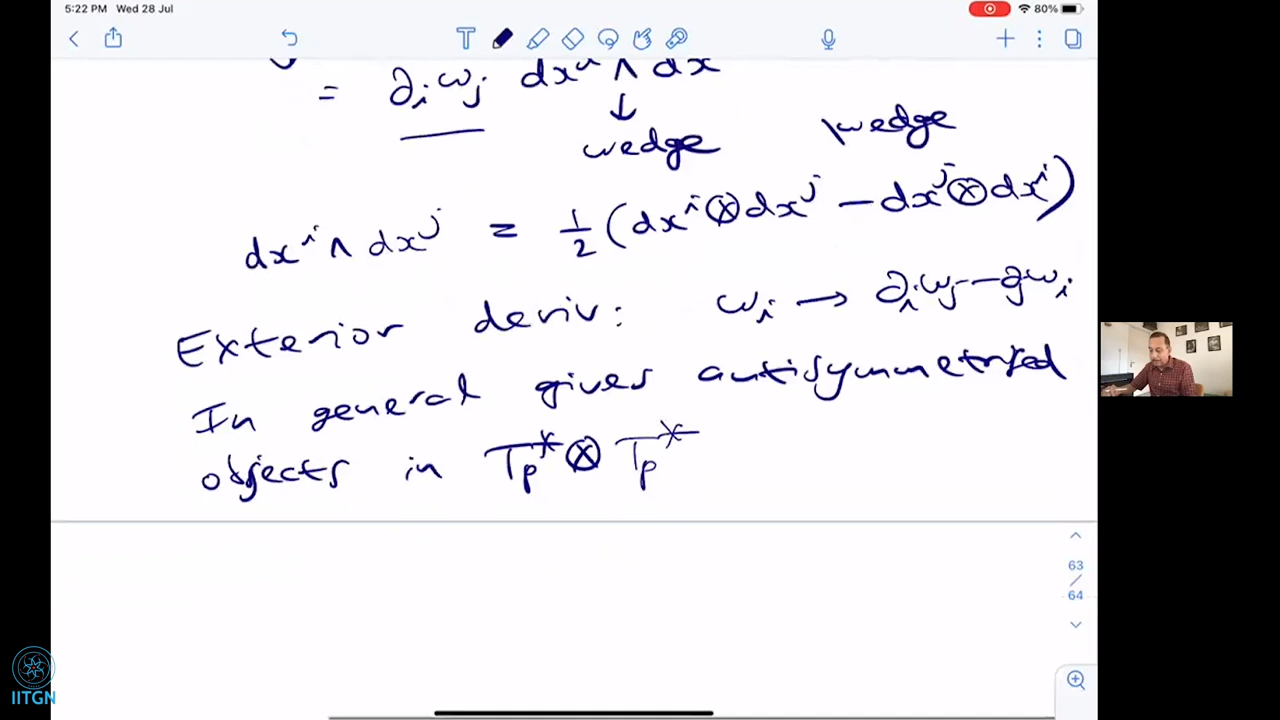 5:22 PM Wed 28 Jul
80%
= ∂ᵢωⱼ dxⁱ ∧ dx
wedge wedge
dxⁱ ∧ dxʲ = ½ (dxⁱ ⊗ dxʲ − dxʲ ⊗ dxⁱ)
Exterior deriv: ωᵢ → ∂ᵢωⱼ − ∂ⱼωᵢ
In general gives antisymmetrized
objects in Tₚ* ⊗ Tₚ*
63
/
64
IITGN